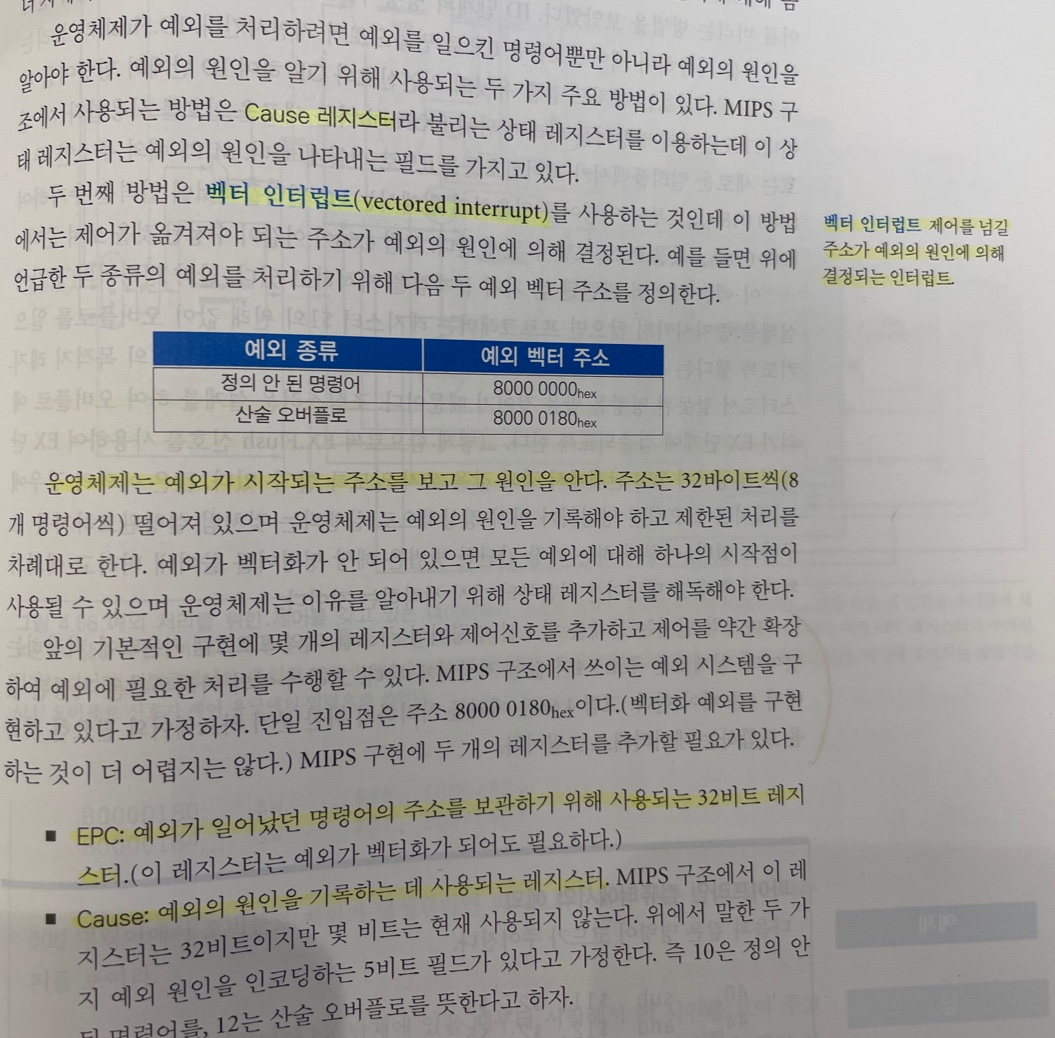 운영체제가 예외를 처리하려면 예외를 일으킨 명령어뿐만 아니라 예외의 원인을
알아야 한다. 예외의 원인을 알기 위해 사용되는 두 가지 주요 방법이 있다. MIPS 구
조에서 사용되는 방법은 Cause 레지스터라 불리는 상태 레지스터를 이용하는데 이 상
태 레지스터는 예외의 원인을 나타내는 필드를 가지고 있다.
두 번째 방법은 벡터 인터럽트(vectored interrupt)를 사용하는 것인데 이 방법
에서는 제어가 옮겨져야 되는 주소가 예외의 원인에 의해 결정된다. 예를 들면 위에
언급한 두 종류의 예외를 처리하기 위해 다음 두 예외 벡터 주소를 정의한다.
벡터 인터럽트 제어를 넘길
주소가 예외의 원인에 의해
결정되는 인터럽트.
예외 종류 예외 벡터 주소
정의 안 된 명령어 8000 0000hex
산술 오버플로 8000 0180hex
운영체제는 예외가 시작되는 주소를 보고 그 원인을 안다. 주소는 32바이트씩(8
개 명령어씩) 떨어져 있으며 운영체제는 예외의 원인을 기록해야 하고 제한된 처리를
차례대로 한다. 예외가 벡터화가 안 되어 있으면 모든 예외에 대해 하나의 시작점이
사용될 수 있으며 운영체제는 이유를 알아내기 위해 상태 레지스터를 해독해야 한다.
앞의 기본적인 구현에 몇 개의 레지스터와 제어신호를 추가하고 제어를 약간 확장
하여 예외에 필요한 처리를 수행할 수 있다. MIPS 구조에서 쓰이는 예외 시스템을 구
현하고 있다고 가정하자. 단일 진입점은 주소 8000 0180hex이다.(벡터화 예외를 구현
하는 것이 더 어렵지는 않다.) MIPS 구현에 두 개의 레지스터를 추가할 필요가 있다.
■ EPC: 예외가 일어났던 명령어의 주소를 보관하기 위해 사용되는 32비트 레지
스터.(이 레지스터는 예외가 벡터화가 되어도 필요하다.)
■ Cause: 예외의 원인을 기록하는 데 사용되는 레지스터. MIPS 구조에서 이 레
지스터는 32비트이지만 몇 비트는 현재 사용되지 않는다. 위에서 말한 두 가
지 예외 원인을 인코딩하는 5비트 필드가 있다고 가정한다. 즉 10은 정의 안
된 명령어를, 12는 산술 오버플로를 뜻한다고 하자.